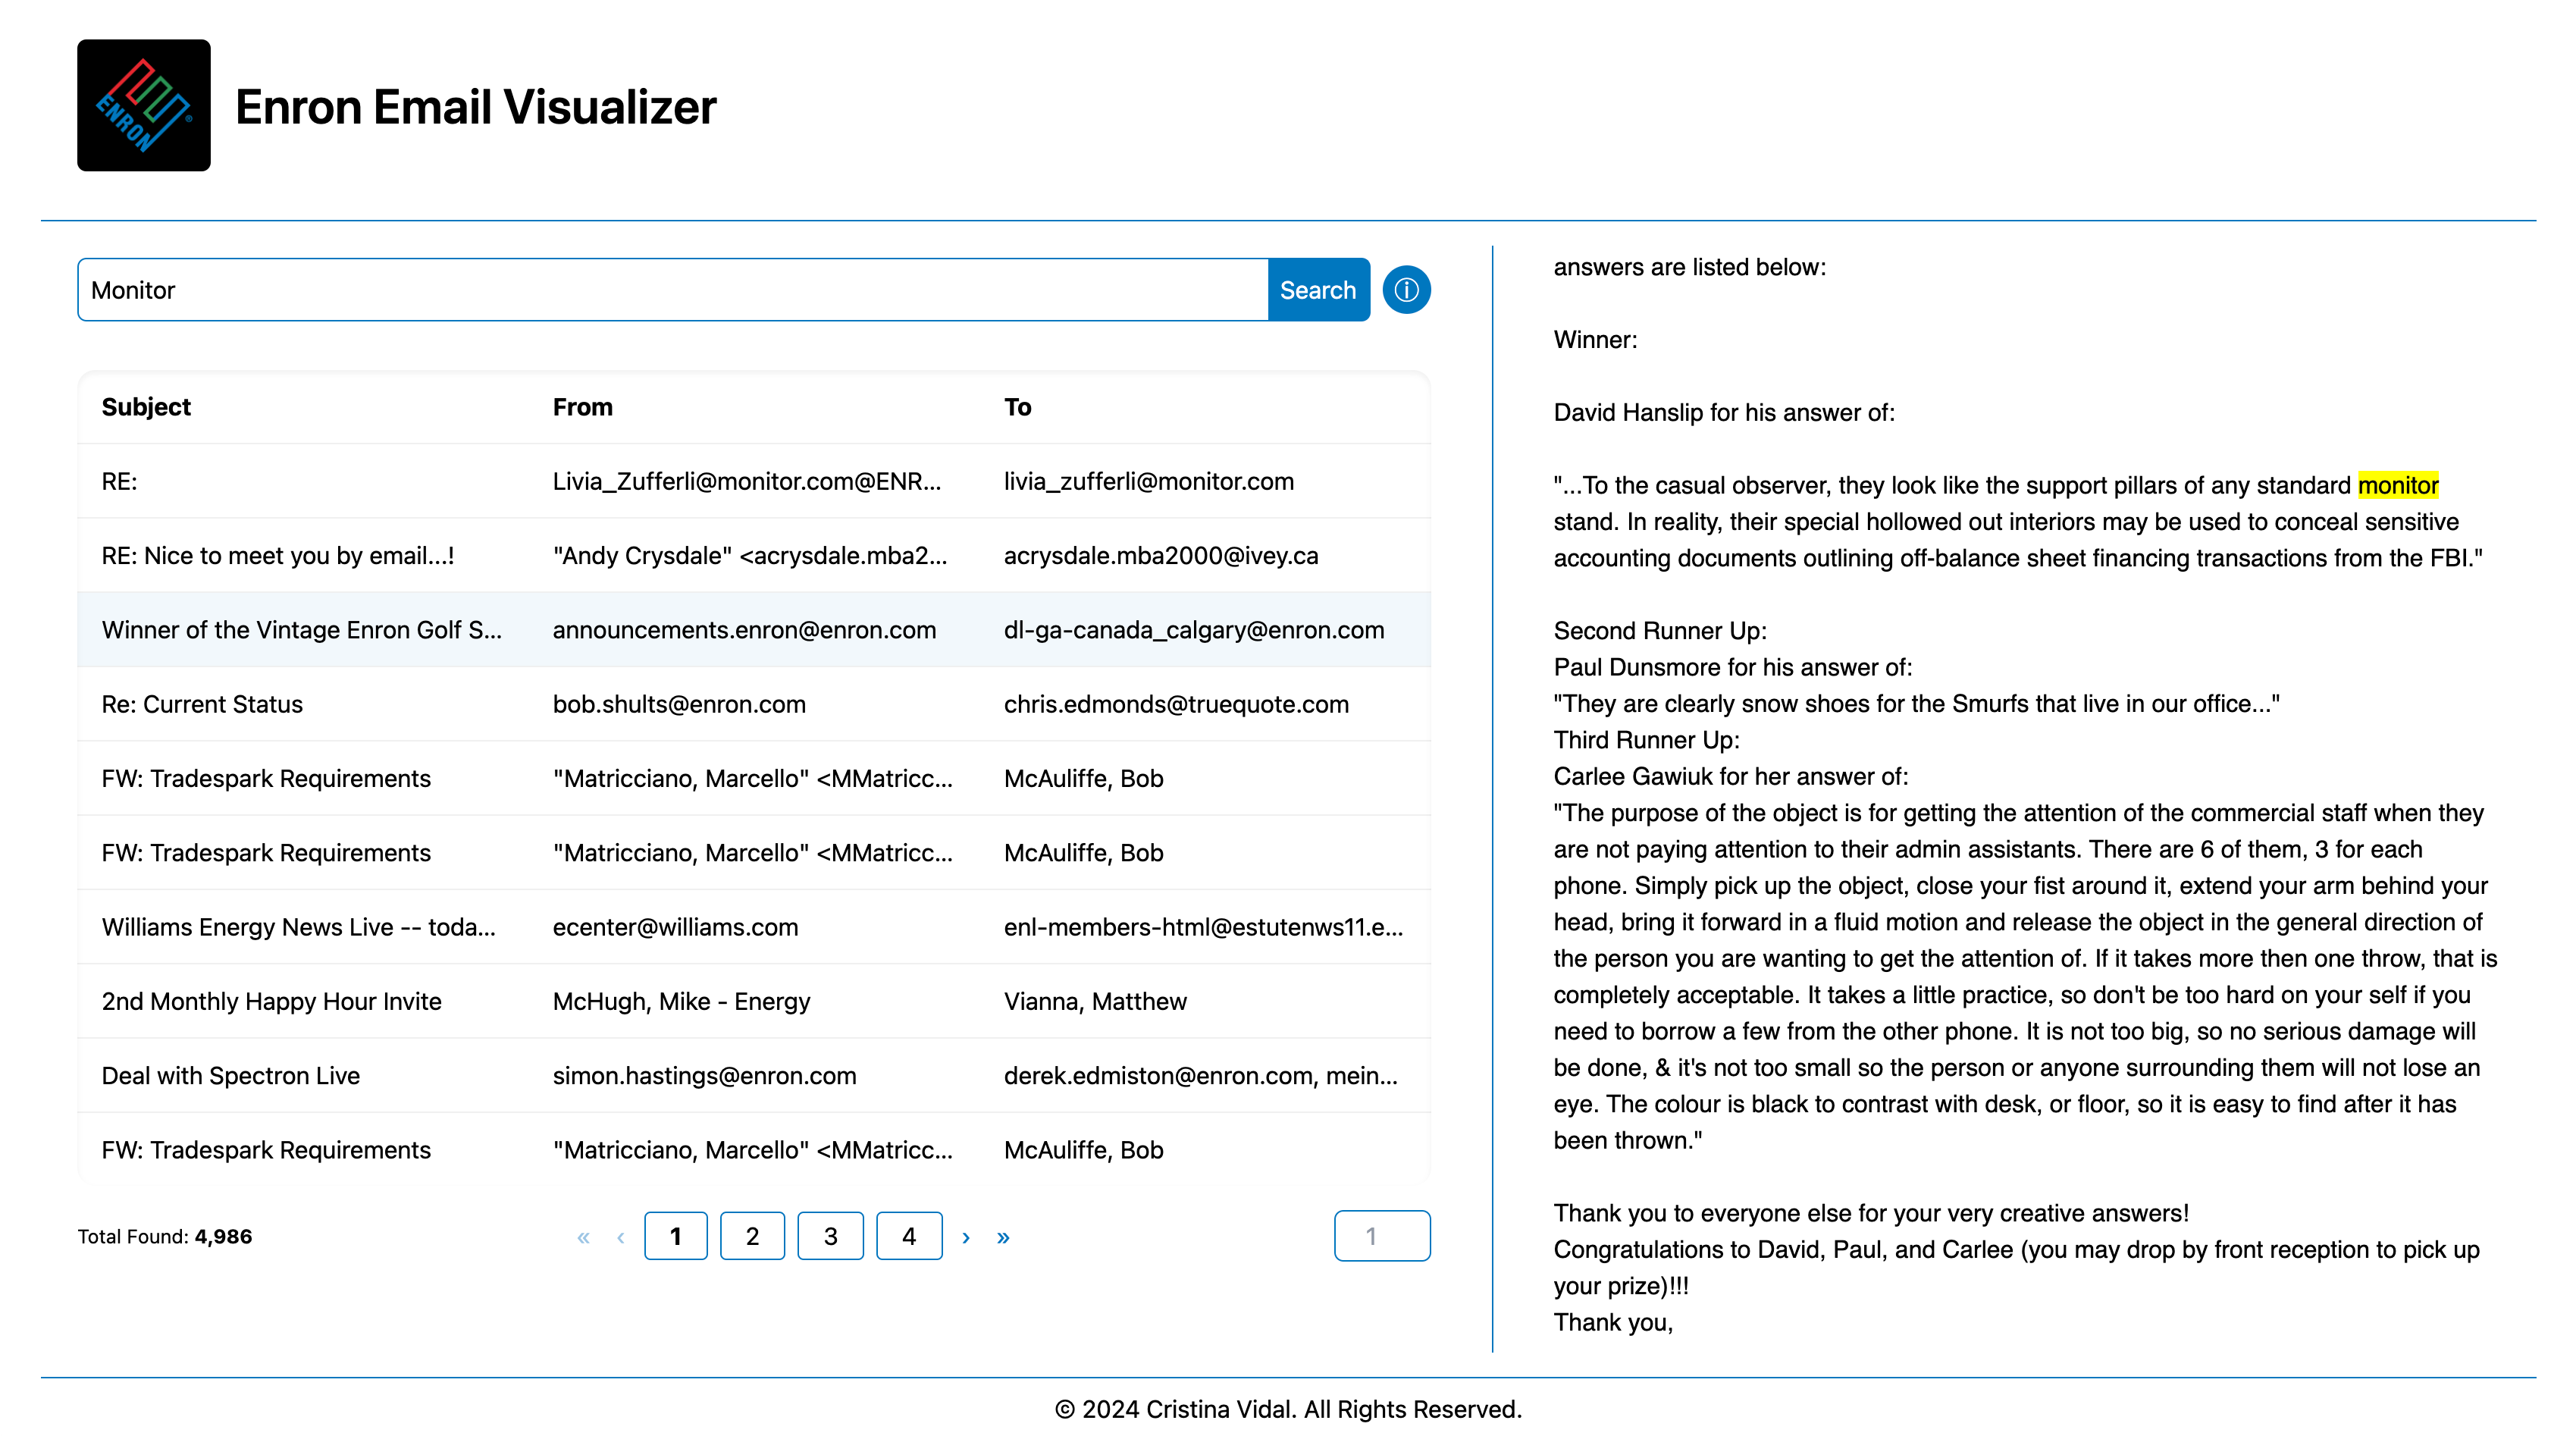 ENRON
Enron Email Visualizer
Monitor
Search
Subject From To
RE: Livia_Zufferli@monitor.com@ENR... livia_zufferli@monitor.com
RE: Nice to meet you by email...! "Andy Crysdale" <acrysdale.mba2... acrysdale.mba2000@ivey.ca
Winner of the Vintage Enron Golf S... announcements.enron@enron.com dl-ga-canada_calgary@enron.com
Re: Current Status bob.shults@enron.com chris.edmonds@truequote.com
FW: Tradespark Requirements "Matricciano, Marcello" <MMatricc... McAuliffe, Bob
FW: Tradespark Requirements "Matricciano, Marcello" <MMatricc... McAuliffe, Bob
Williams Energy News Live -- toda... ecenter@williams.com enl-members-html@estutenws11.e...
2nd Monthly Happy Hour Invite McHugh, Mike - Energy Vianna, Matthew
Deal with Spectron Live simon.hastings@enron.com derek.edmiston@enron.com, mein...
FW: Tradespark Requirements "Matricciano, Marcello" <MMatricc... McAuliffe, Bob
Total Found: 4,986
« ‹ 1 2 3 4 › »
1
answers are listed below:
Winner:
David Hanslip for his answer of:
"...To the casual observer, they look like the support pillars of any standard monitor
stand. In reality, their special hollowed out interiors may be used to conceal sensitive
accounting documents outlining off-balance sheet financing transactions from the FBI."
Second Runner Up:
Paul Dunsmore for his answer of:
"They are clearly snow shoes for the Smurfs that live in our office..."
Third Runner Up:
Carlee Gawiuk for her answer of:
"The purpose of the object is for getting the attention of the commercial staff when they
are not paying attention to their admin assistants. There are 6 of them, 3 for each
phone. Simply pick up the object, close your fist around it, extend your arm behind your
head, bring it forward in a fluid motion and release the object in the general direction of
the person you are wanting to get the attention of. If it takes more then one throw, that is
completely acceptable. It takes a little practice, so don't be too hard on your self if you
need to borrow a few from the other phone. It is not too big, so no serious damage will
be done, & it's not too small so the person or anyone surrounding them will not lose an
eye. The colour is black to contrast with desk, or floor, so it is easy to find after it has
been thrown."
Thank you to everyone else for your very creative answers!
Congratulations to David, Paul, and Carlee (you may drop by front reception to pick up
your prize)!!!
Thank you,
© 2024 Cristina Vidal. All Rights Reserved.